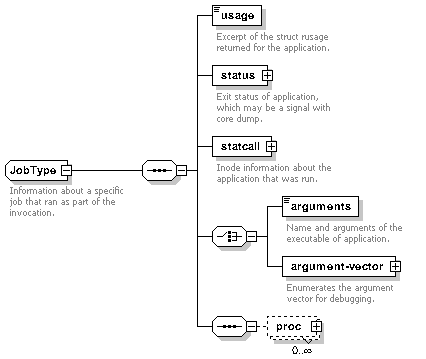 usage
Excerpt of the struct rusage
returned for the application.
status
Exit status of application,
which may be a signal with
core dump.
statcall
Inode information about the
application that was run.
JobType
Information about a specific
job that ran as part of the
invocation.
arguments
Name and arguments of the
executable of application.
argument-vector
Enumerates the argument
vector for debugging.
proc
0..∞